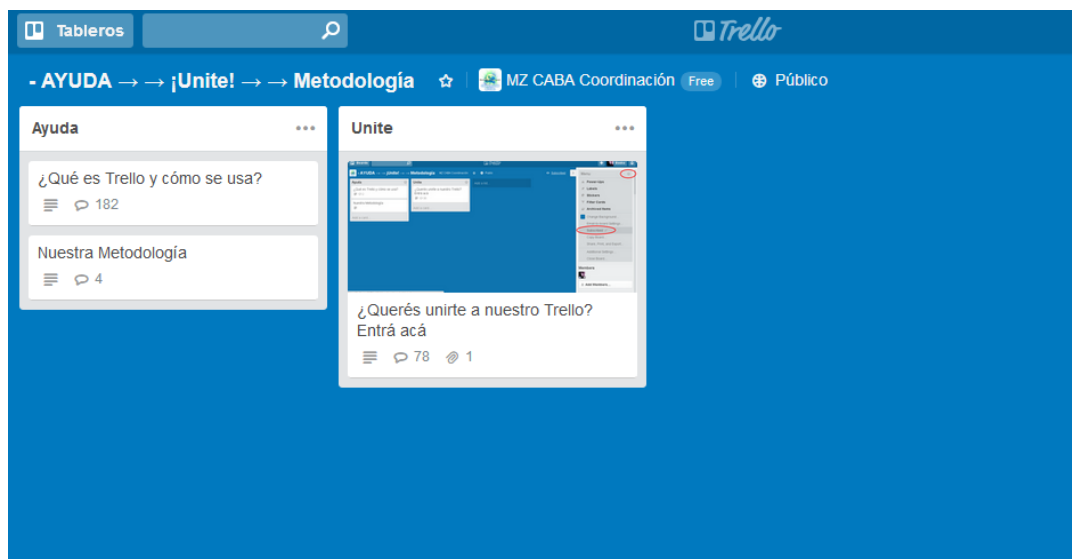 Tableros
Trello
- AYUDA → → ¡Unite! → → Metodología
MZ CABA Coordinación Free
Público
Ayuda
¿Qué es Trello y cómo se usa?
182
Nuestra Metodología
4
Unite
¿Querés unirte a nuestro Trello?
Entrá acá
78 1